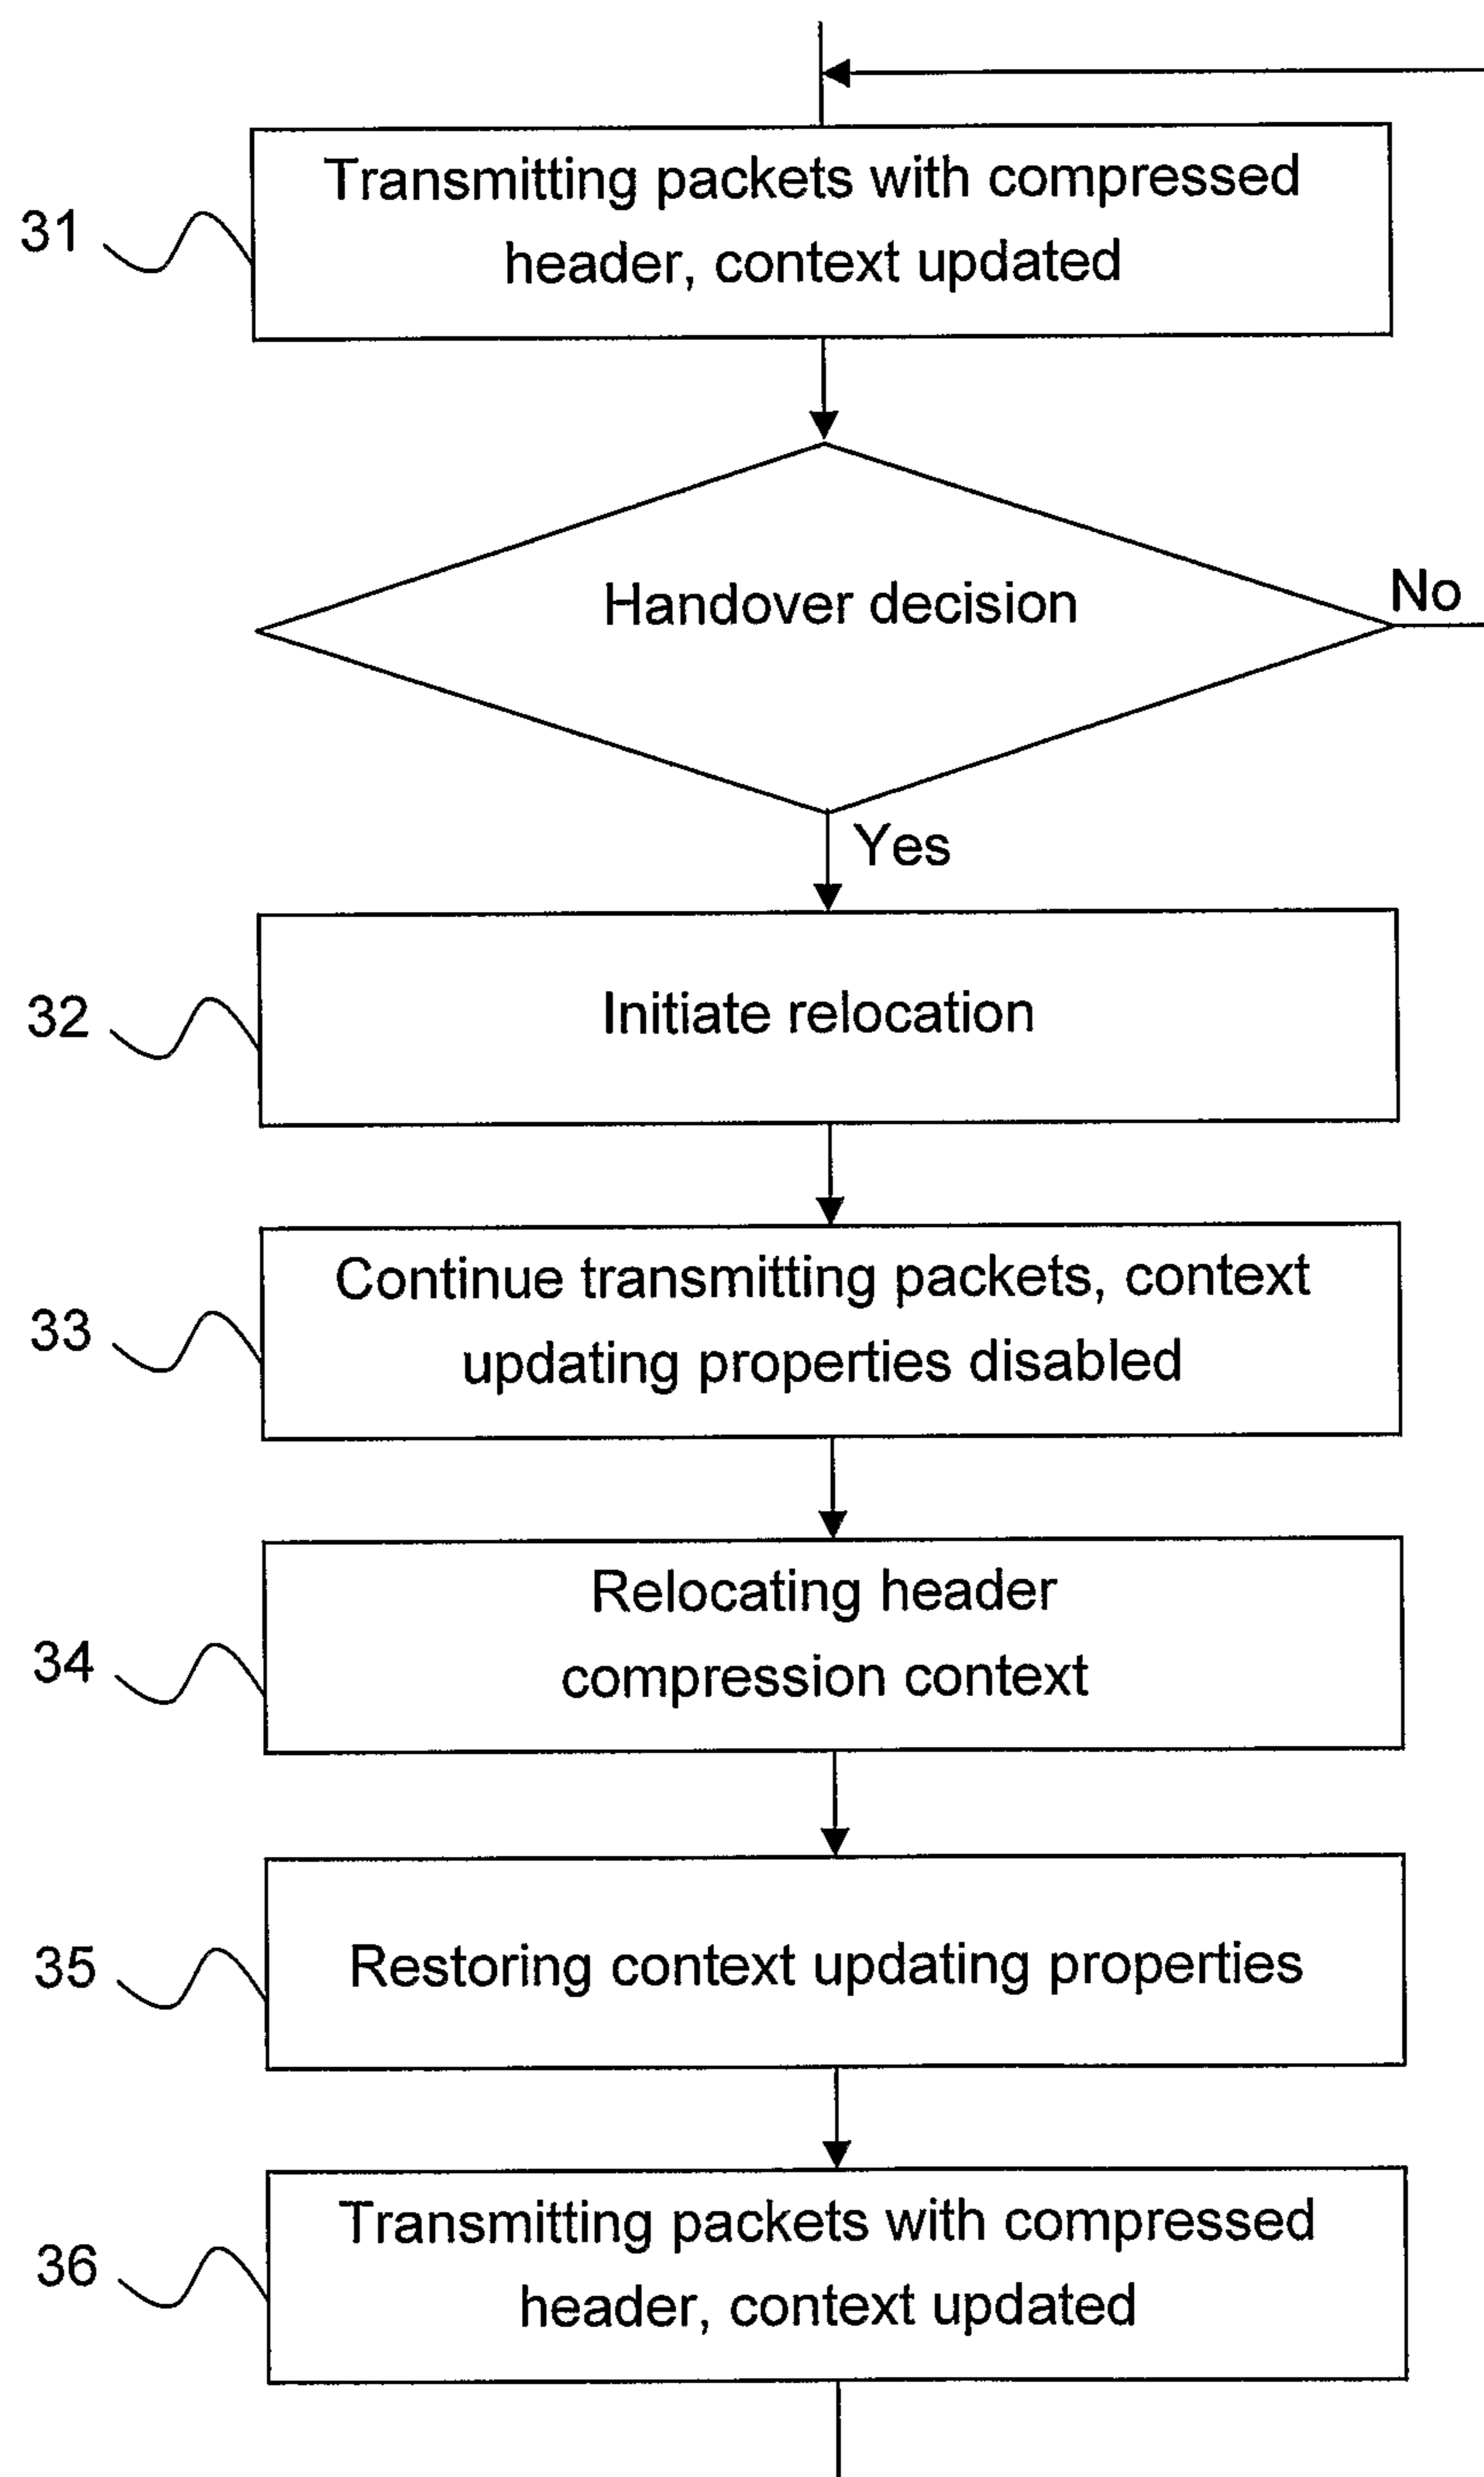 Transmitting packets with compressed
header, context updated
31
Handover decision
No
Yes
Initiate relocation
32
Continue transmitting packets, context
updating properties disabled
33
Relocating header
compression context
34
Restoring context updating properties
35
Transmitting packets with compressed
header, context updated
36